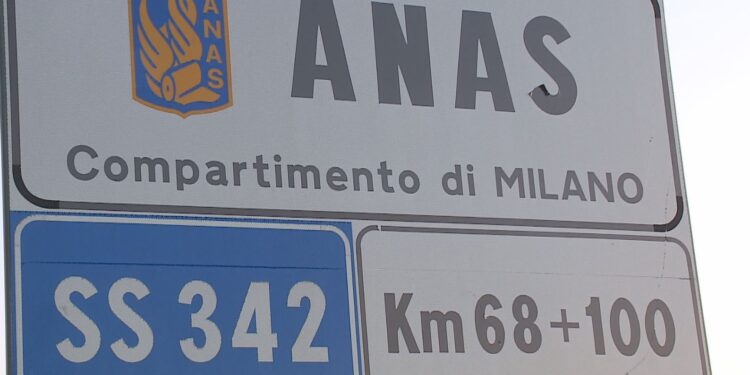 ANAS
ANAS
Compartimento di MILANO
SS 342
Km 68+100